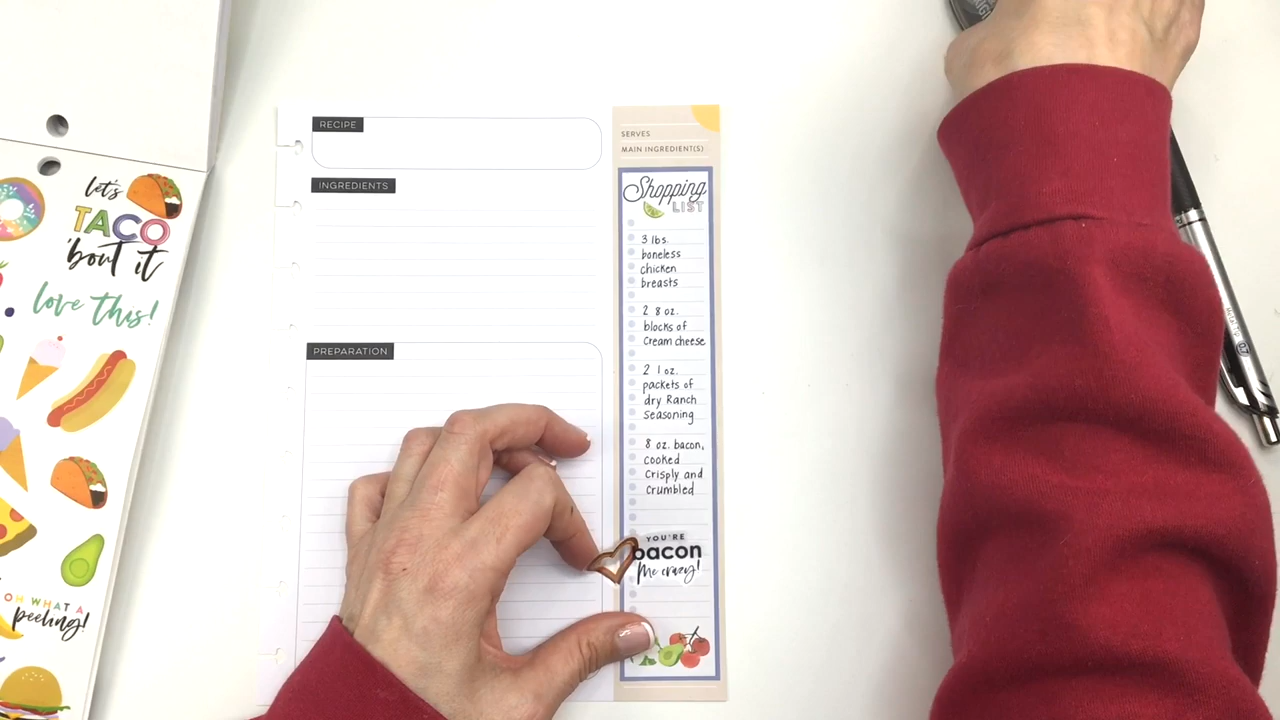 let's
TACO
'bout it
love this!
OH WHAT A
peeling!
RECIPE
INGREDIENTS
PREPARATION
SERVES
MAIN INGREDIENT(S)
Shopping
LIST
3 lbs.
boneless
chicken
breasts
2 8 oz.
blocks of
Cream cheese
2 1 oz.
packets of
dry Ranch
seasoning
8 oz. bacon,
cooked
Crisply and
crumbled
YOU'RE
bacon
Me crazy!